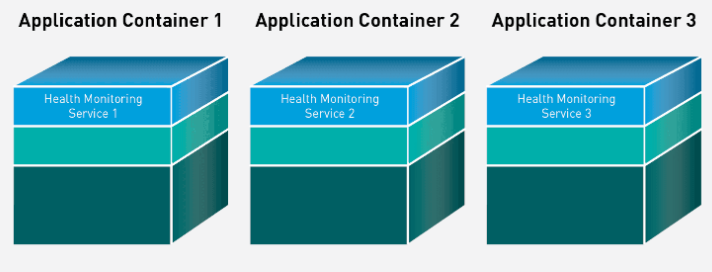 Application Container 1
Application Container 2
Application Container 3
Health Monitoring
Service 1
Health Monitoring
Service 2
Health Monitoring
Service 3